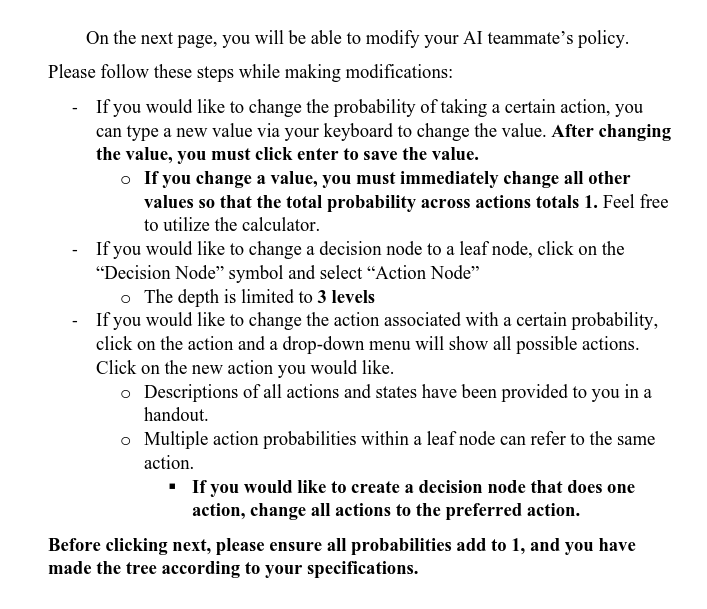 On the next page, you will be able to modify your AI teammate’s policy.
Please follow these steps while making modifications:
- If you would like to change the probability of taking a certain action, you
can type a new value via your keyboard to change the value. After changing
the value, you must click enter to save the value.
o If you change a value, you must immediately change all other
values so that the total probability across actions totals 1. Feel free
to utilize the calculator.
- If you would like to change a decision node to a leaf node, click on the
“Decision Node” symbol and select “Action Node”
o The depth is limited to 3 levels
- If you would like to change the action associated with a certain probability,
click on the action and a drop-down menu will show all possible actions.
Click on the new action you would like.
o Descriptions of all actions and states have been provided to you in a
handout.
o Multiple action probabilities within a leaf node can refer to the same
action.
▪ If you would like to create a decision node that does one
action, change all actions to the preferred action.
Before clicking next, please ensure all probabilities add to 1, and you have
made the tree according to your specifications.